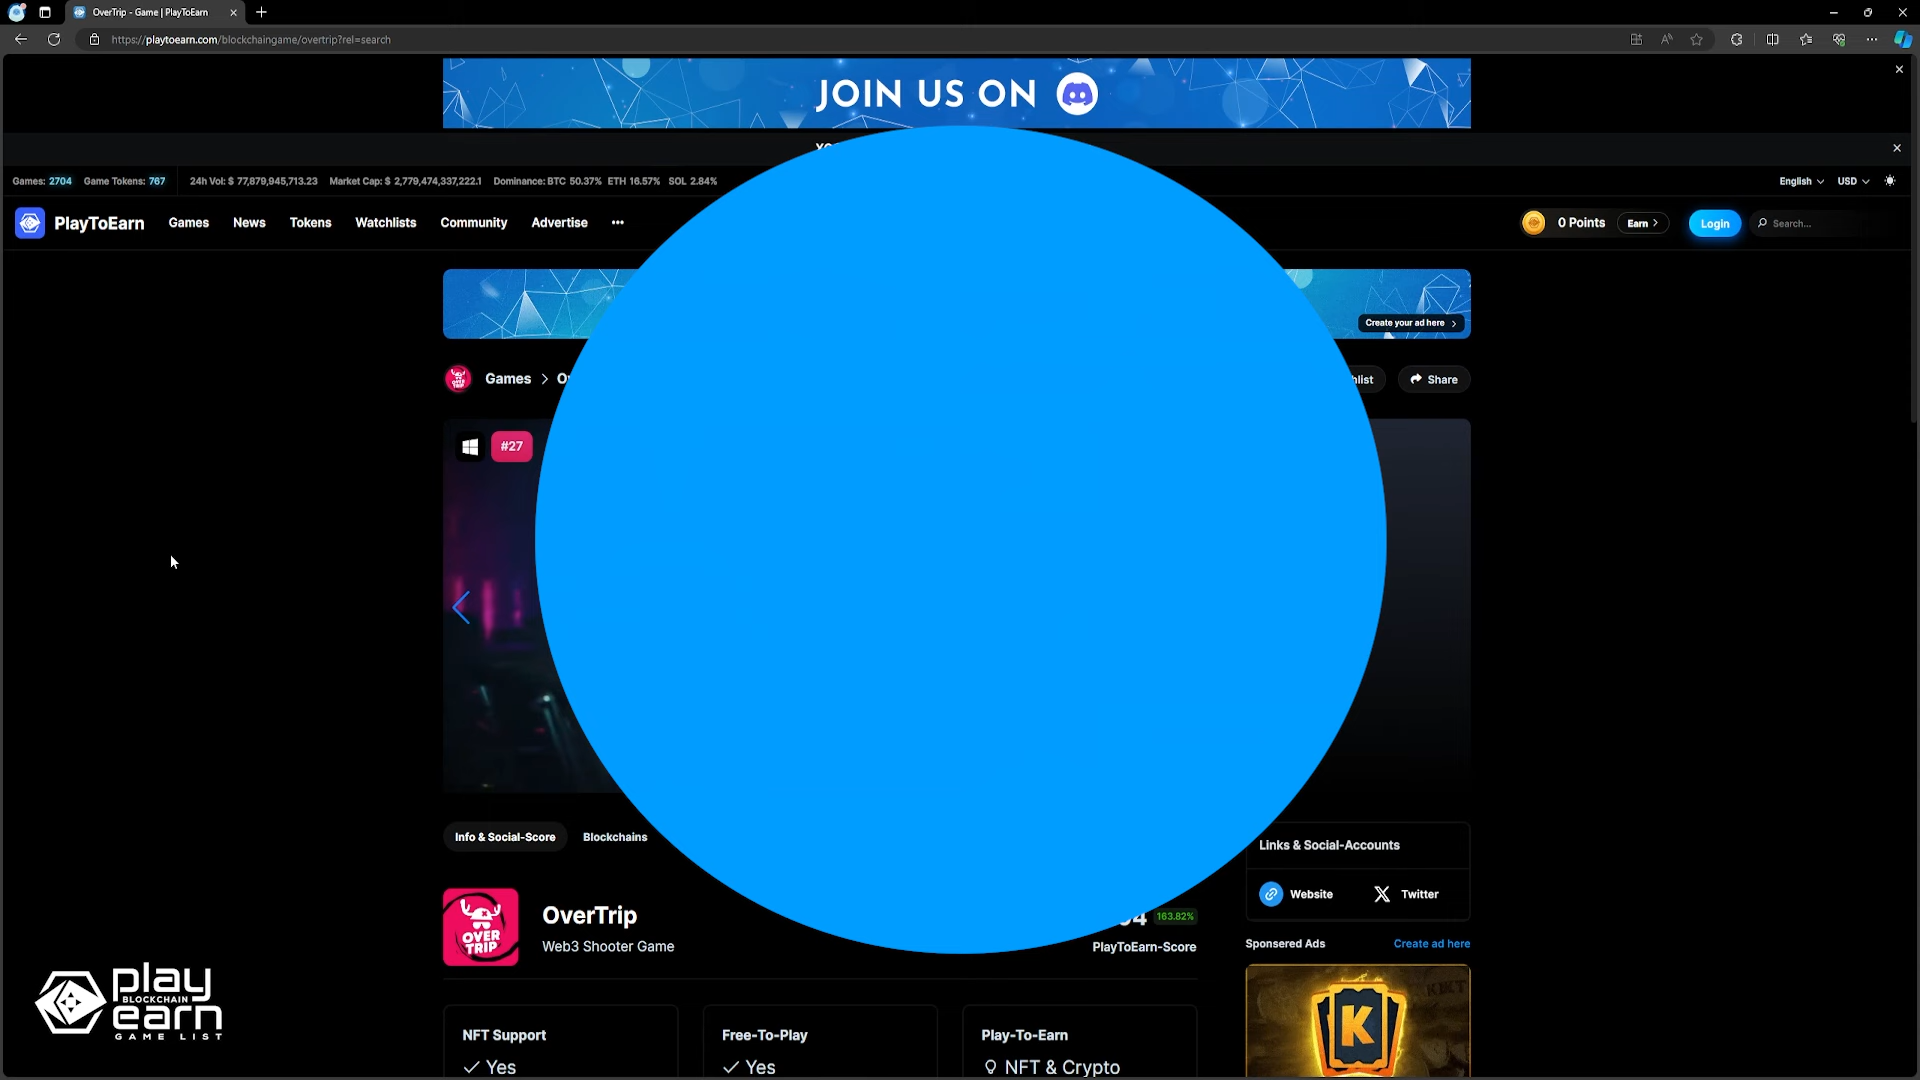 OverTrip - Game | PlayToEarn
https://playtoearn.com/blockchaingame/overtrip?rel=search
JOIN US ON
Games: 2704 Game Tokens: 767 24h Vol: $ 77,879,945,713.23 Market Cap: $ 2,779,474,337,222.1 Dominance: BTC 50.37% ETH 16.57% SOL 2.84% English USD
PlayToEarn Games News Tokens Watchlists Community Advertise ••• 0 Points Earn > Login Search...
Create your ad here >
Games > Share
#27
Info & Social-Score Blockchains
Links & Social-Accounts
Website Twitter
OVER TRIP
OverTrip
163.82%
Web3 Shooter Game
PlayToEarn-Score
Sponsered Ads Create ad here
play
BLOCKCHAIN
earn
GAME LIST
K
NFT Support Free-To-Play Play-To-Earn
Yes Yes NFT & Crypto